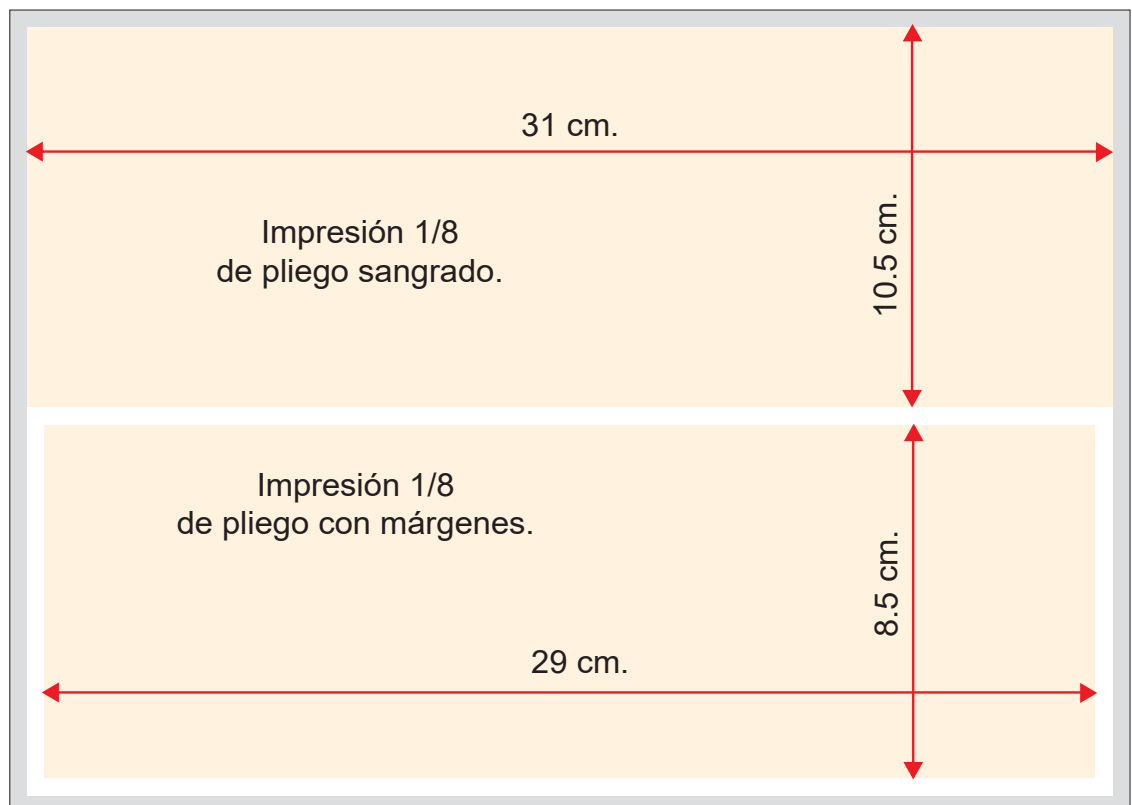 31 cm.
10.5 cm.
Impresión 1/8
de pliego sangrado.
Impresión 1/8
de pliego con márgenes.
8.5 cm.
29 cm.